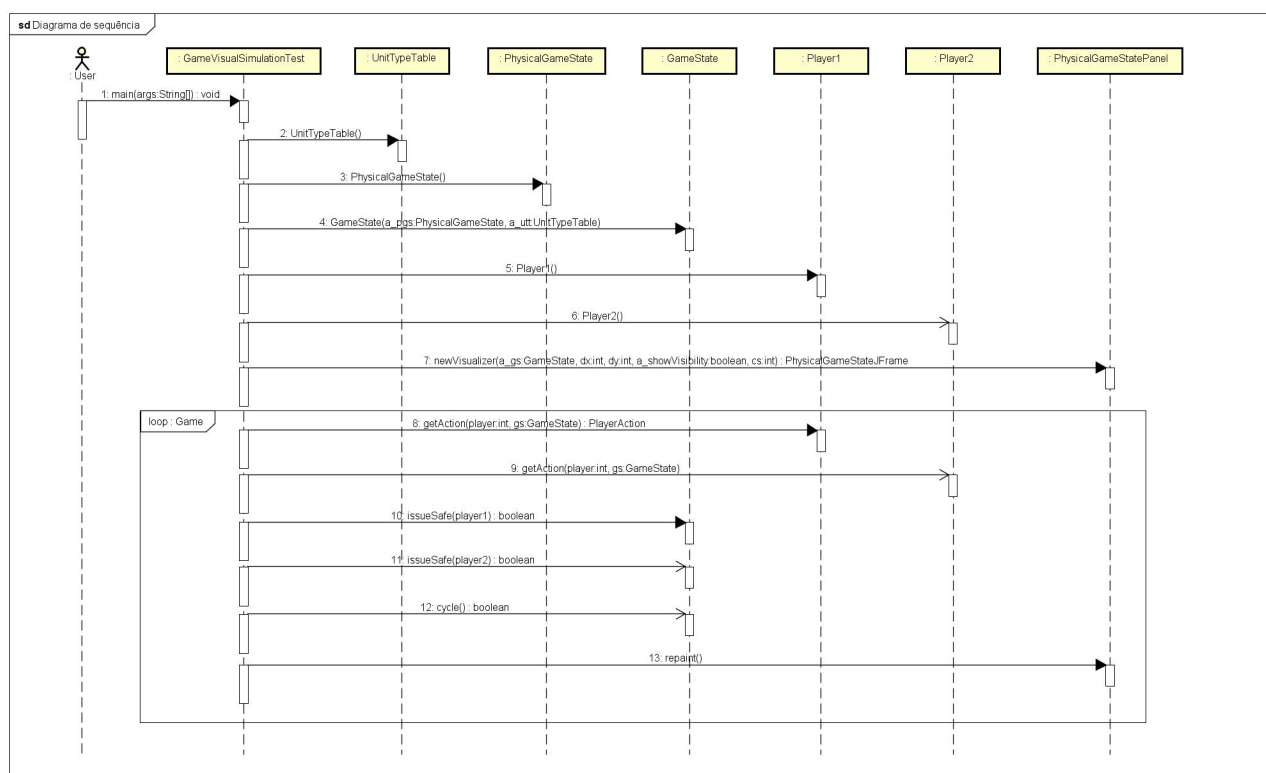 sd Diagrama de sequência
: User
: GameVisualSimulationTest
: UnitTypeTable
: PhysicalGameState
: GameState
: Player1
: Player2
: PhysicalGameStatePanel
1: main(args:String[]) : void
2: UnitTypeTable()
3: PhysicalGameState()
4: GameState(a_pgs:PhysicalGameState, a_utt:UnitTypeTable)
5: Player1()
6: Player2()
7: newVisualizer(a_gs:GameState, dx:int, dy:int, a_showVisibility:boolean, cs:int) : PhysicalGameStateJFrame
loop : Game
8: getAction(player:int, gs:GameState) : PlayerAction
9: getAction(player:int, gs:GameState)
10: issueSafe(player1) : boolean
11: issueSafe(player2) : boolean
12: cycle() : boolean
13: repaint()